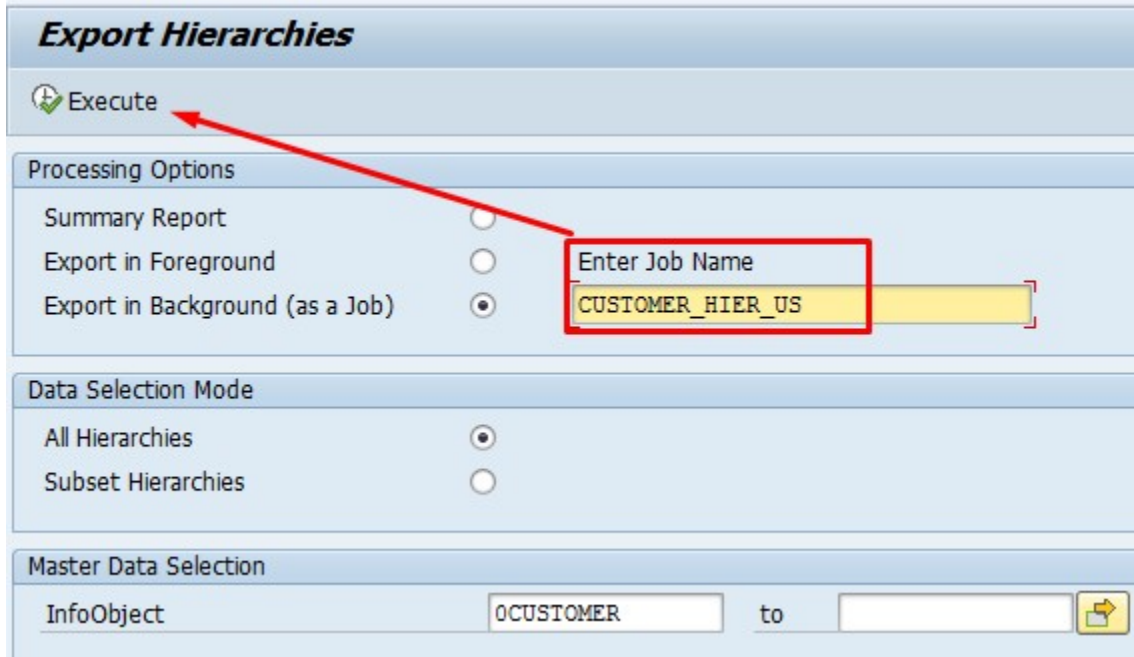 Export Hierarchies
Execute
Processing Options
Summary Report
Export in Foreground Enter Job Name
Export in Background (as a Job) CUSTOMER_HIER_US
Data Selection Mode
All Hierarchies
Subset Hierarchies
Master Data Selection
InfoObject 0CUSTOMER to